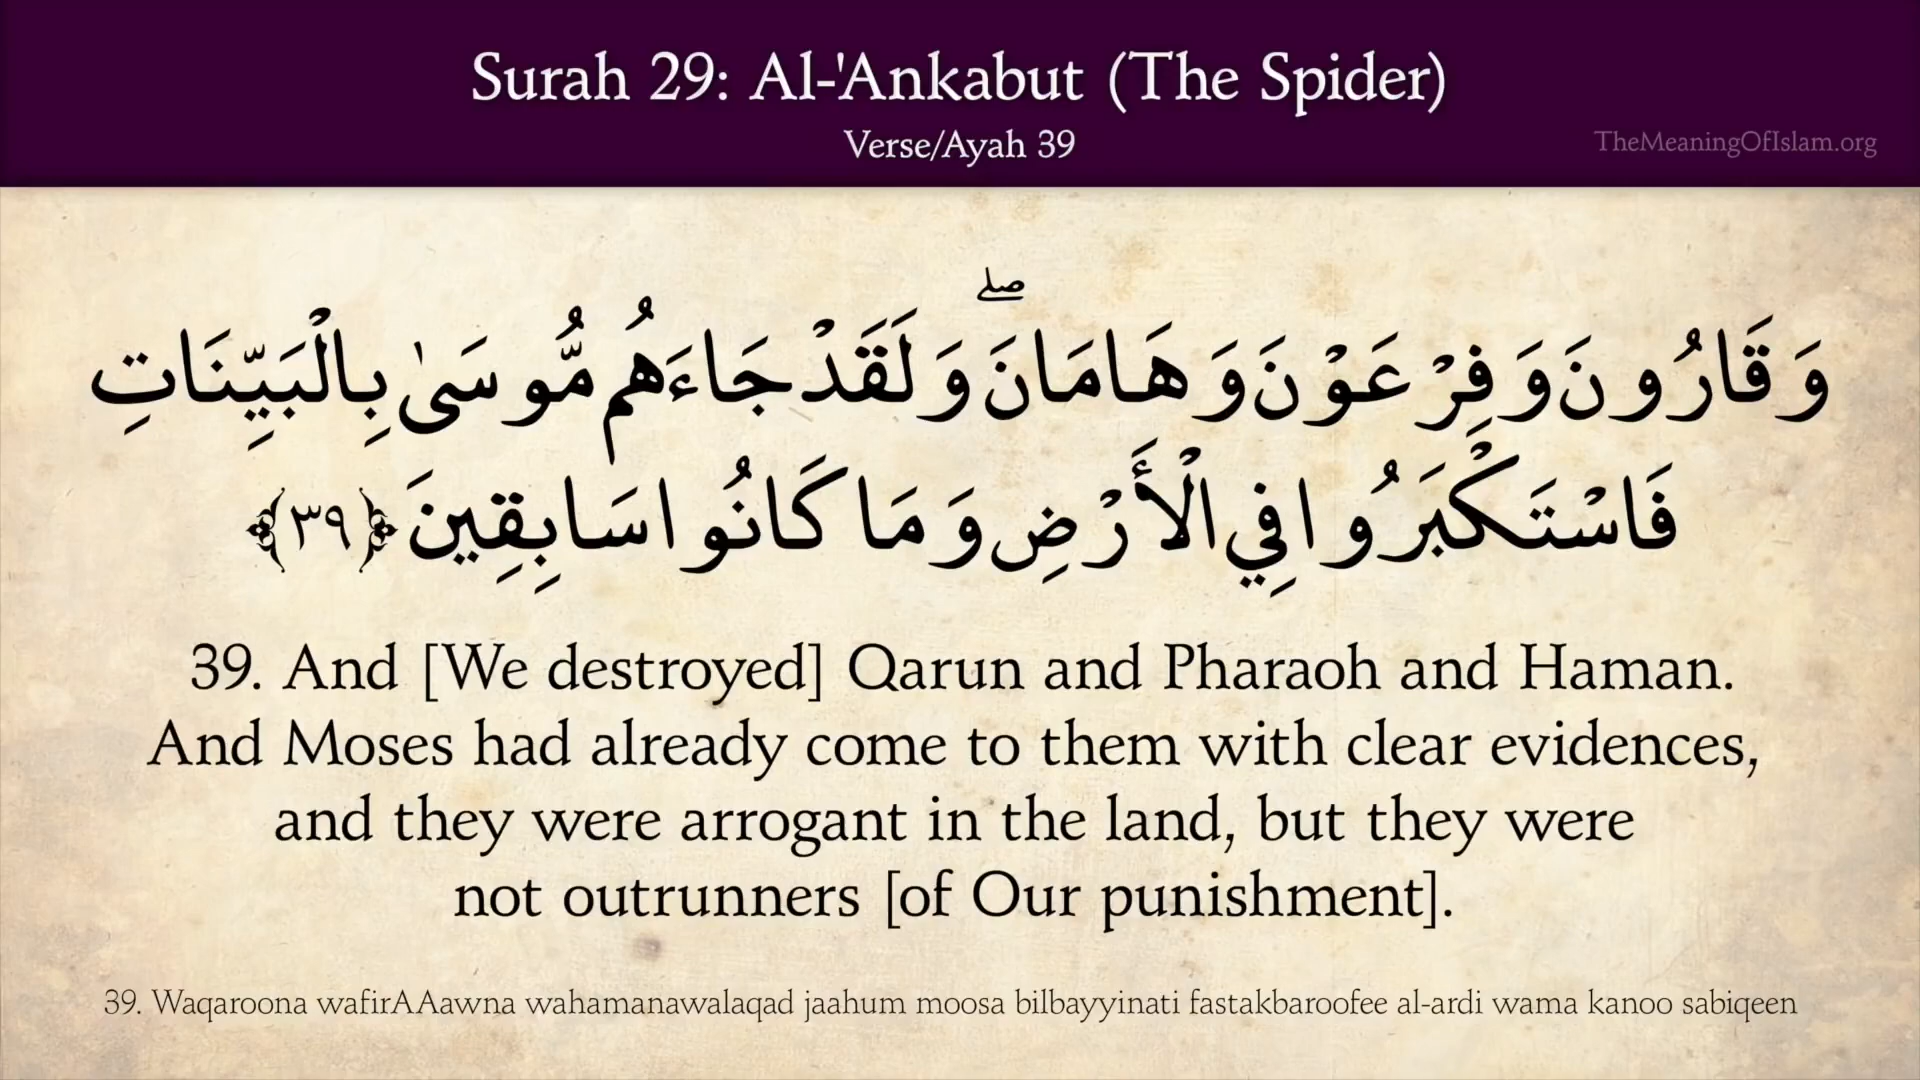 Surah 29: Al-'Ankabut (The Spider)
Verse/Ayah 39
TheMeaningOfIslam.org
وَقَارُونَ وَفِرْعَوْنَ وَهَامَانَ ۖ وَلَقَدْ جَاءَهُم مُّوسَىٰ بِالْبَيِّنَاتِ
فَاسْتَكْبَرُوا فِي الْأَرْضِ وَمَا كَانُوا سَابِقِينَ ﴿٣٩﴾
39. And [We destroyed] Qarun and Pharaoh and Haman.
And Moses had already come to them with clear evidences,
and they were arrogant in the land, but they were
not outrunners [of Our punishment].
39. Waqaroona wafirAAawna wahamanawalaqad jaahum moosa bilbayyinati fastakbaroofee al-ardi wama kanoo sabiqeen